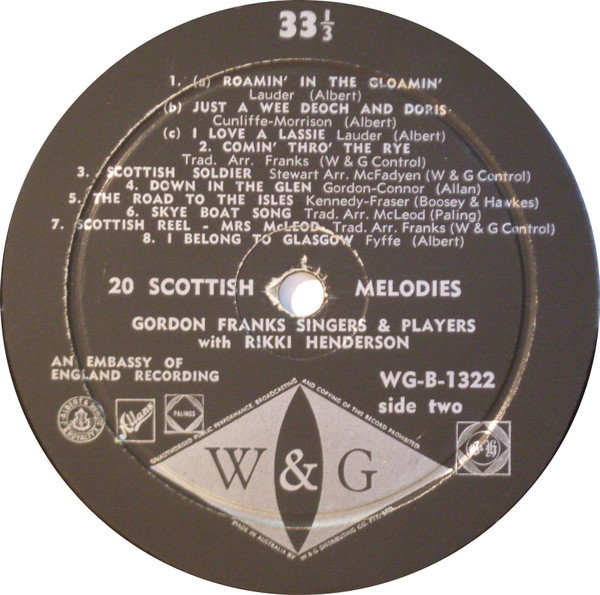 33 1/3
1. (a) ROAMIN' IN THE GLOAMIN'
Lauder (Albert)
(b) JUST A WEE DEOCH AND DORIS
Cunliffe-Morrison (Albert)
(c) I LOVE A LASSIE Lauder (Albert)
2. COMIN' THRO' THE RYE
Trad. Arr. Franks (W & G Control)
3. SCOTTISH SOLDIER Stewart Arr. McFadyen (W & G Control)
4. DOWN IN THE GLEN Gordon-Connor (Allan)
5. THE ROAD TO THE ISLES Kennedy-Fraser (Boosey & Hawkes)
6. SKYE BOAT SONG Trad. Arr. McLeod (Paling)
7. SCOTTISH REEL - MRS McLEOD Trad. Arr. Franks (W & G Control)
8. I BELONG TO GLASGOW Fyffe (Albert)
20 SCOTTISH MELODIES
GORDON FRANKS SINGERS & PLAYERS
with RIKKI HENDERSON
AN EMBASSY OF
ENGLAND RECORDING
WG-B-1322
side two
Allans
PALINGS
B&H
UNAUTHORISED PUBLIC PERFORMANCE, BROADCASTING AND COPYING OF THIS RECORD PROHIBITED
W & G
MADE IN AUSTRALIA BY W & G DISTRIBUTING CO. PTY. LTD.